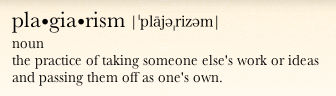 pla•gia•rism |ˈplājəˌrizəm|
noun
the practice of taking someone else's work or ideas
and passing them off as one's own.